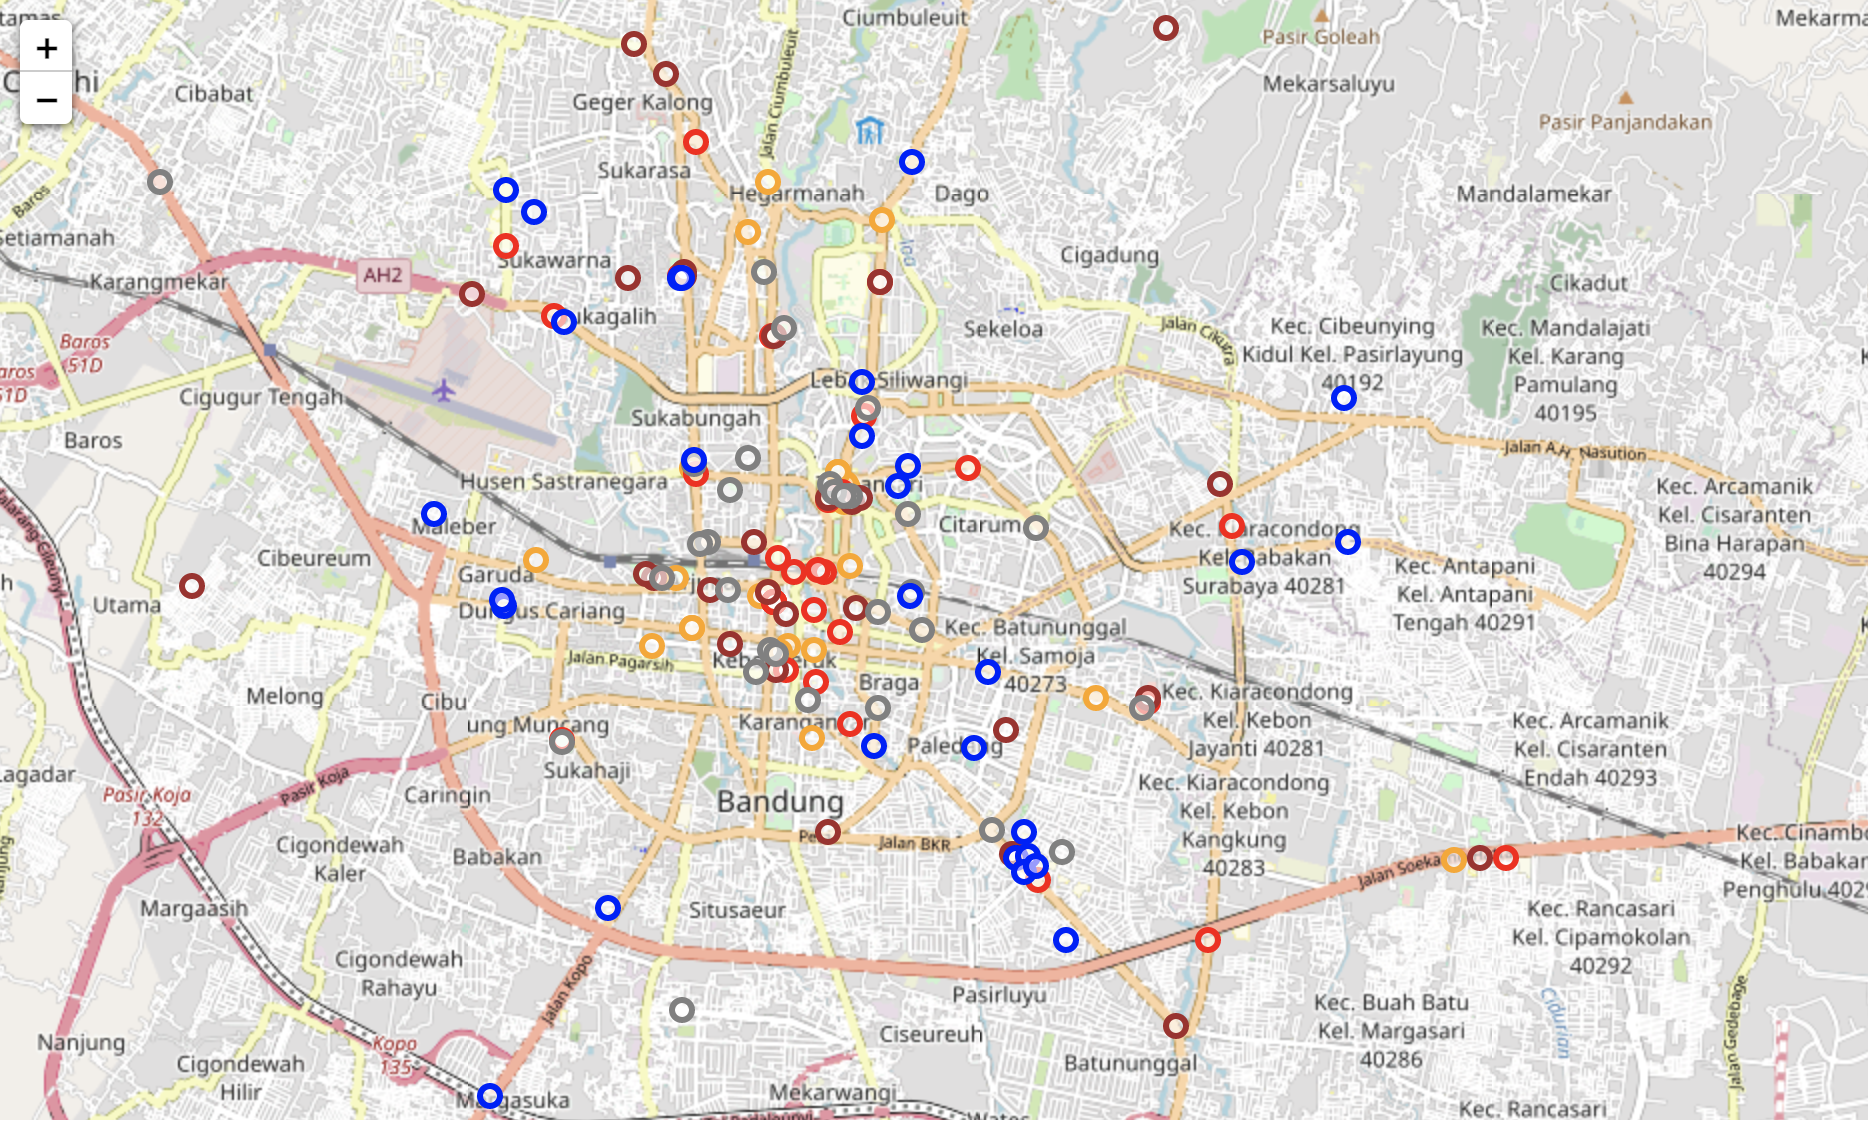 +
−
tamas
Ciumbuleuit
Mekarma
Pasir Goleah
Mekarsaluyu
C
hi
Cibabat
Geger Kalong
Jalan Ciumbuleuit
Pasir Panjandakan
Sukarasa
Hegarmanah
Dago
Mandalamekar
Baros
Setiamanah
Sukawarna
Cigadung
AH2
Karangmekar
Cikadut
ukagalih
Sekeloa
Jalan Cikutra
Kec. Cibeunying
Kidul Kel. Pasirlayung
40192
Kec. Mandalajati
Kel. Karang
Pamulang
40195
Baros
51D
aros
51D
Cigugur Tengah
Siliwangi
Sukabungah
Baros
Jalan A.H. Nasution
Husen Sastranegara
Kec. Arcamanik
Kel. Cisaranten
Bina Harapan
40294
Maleber
Citarum
Kec.
aracondong
Kel. Babakan
Surabaya 40281
Cibeureum
Garuda
Kec. Antapani
Kel. Antapani
Tengah 40291
Utama
Cariang
Kec. Batununggal
Kel. Samoja
40273
Jalan Pagarsih
Melong
Braga
Kec. Kiaracondong
Kel. Kebon
Jayanti 40281
Cibu
ung Muncang
Karangan
Kec. Arcamanik
Kel. Cisaranten
Endah 40293
Lagadar
Sukahaji
Pasir Koja
Pasir Koja
132
Caringin
Bandung
Kec. Kiaracondong
Kel. Kebon
Kangkung
40283
Jalan BKR
Kec. Cinambo
Kel. Babakan
Penghulu 4029
Cigondewah
Kaler
Babakan
Jalan Soeka
Nanjung
Margaasih
Situsaeur
Kec. Rancasari
Kel. Cipamokolan
40292
Cigondewah
Rahayu
Jalan Kopo
Pasirluyu
Kec. Buah Batu
Kel. Margasari
40286
Cidurian
Jalan Gedebage
Nanjung
Kopo
135
Ciseureuh
Cigondewah
Hilir
Batununggal
Mekarwangi
gasuka
Kec. Rancasari